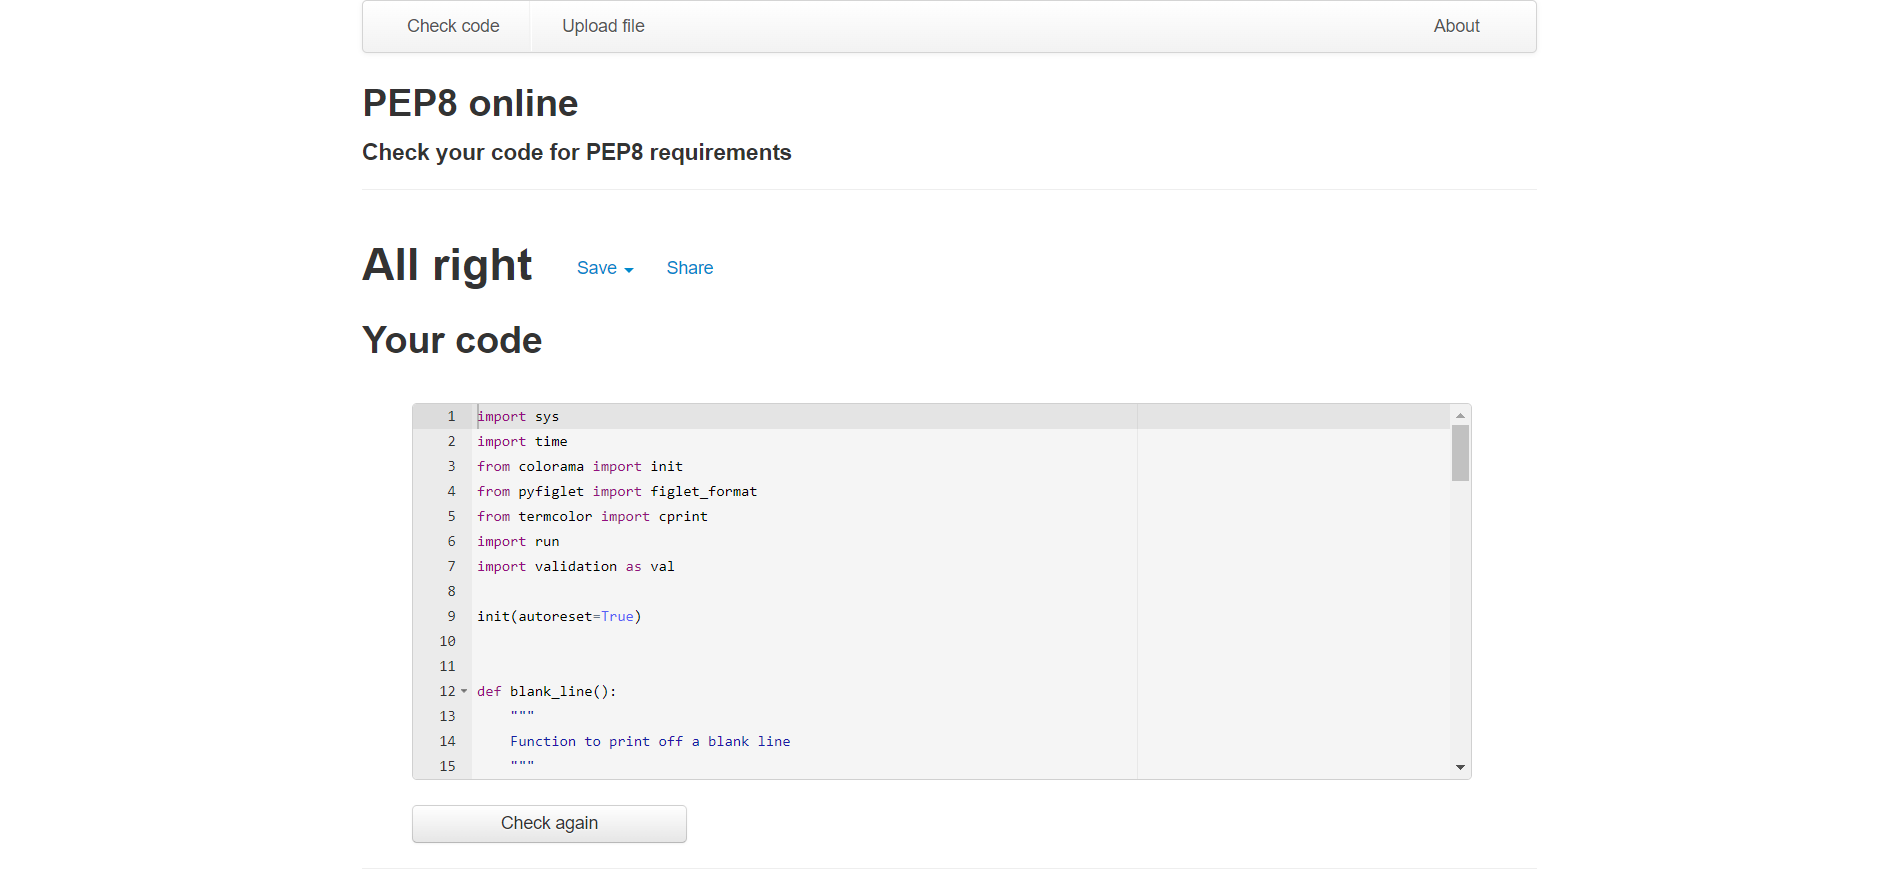 Check code Upload file About
PEP8 online
Check your code for PEP8 requirements
All right Save Share
Your code
1 import sys
2 import time
3 from colorama import init
4 from pyfiglet import figlet_format
5 from termcolor import cprint
6 import run
7 import validation as val
8
9 init(autoreset=True)
10
11
12 def blank_line():
13     """
14     Function to print off a blank line
15     """
Check again